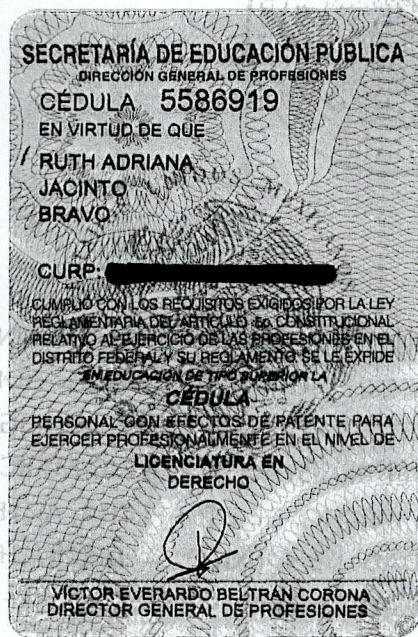 SECRETARÍA DE EDUCACIÓN PÚBLICA
DIRECCIÓN GENERAL DE PROFESIONES
CÉDULA 5586919
EN VIRTUD DE QUE
RUTH ADRIANA
JACINTO
BRAVO
CURP:
CUMPLIO CON LOS REQUISITOS EXIGIDOS POR LA LEY
REGLAMENTARIA DEL ARTICULO 5o. CONSTITUCIONAL
RELATIVO AL EJERCICIO DE LAS PROFESIONES EN EL
DISTRITO FEDERAL Y SU REGLAMENTO SE LE EXPIDE
EN EDUCACIÓN DE TIPO SUPERIOR LA
CÉDULA
PERSONAL CON EFECTOS DE PATENTE PARA
EJERCER PROFESIONALMENTE EN EL NIVEL DE
LICENCIATURA EN
DERECHO
VÍCTOR EVERARDO BELTRÁN CORONA
DIRECTOR GENERAL DE PROFESIONES